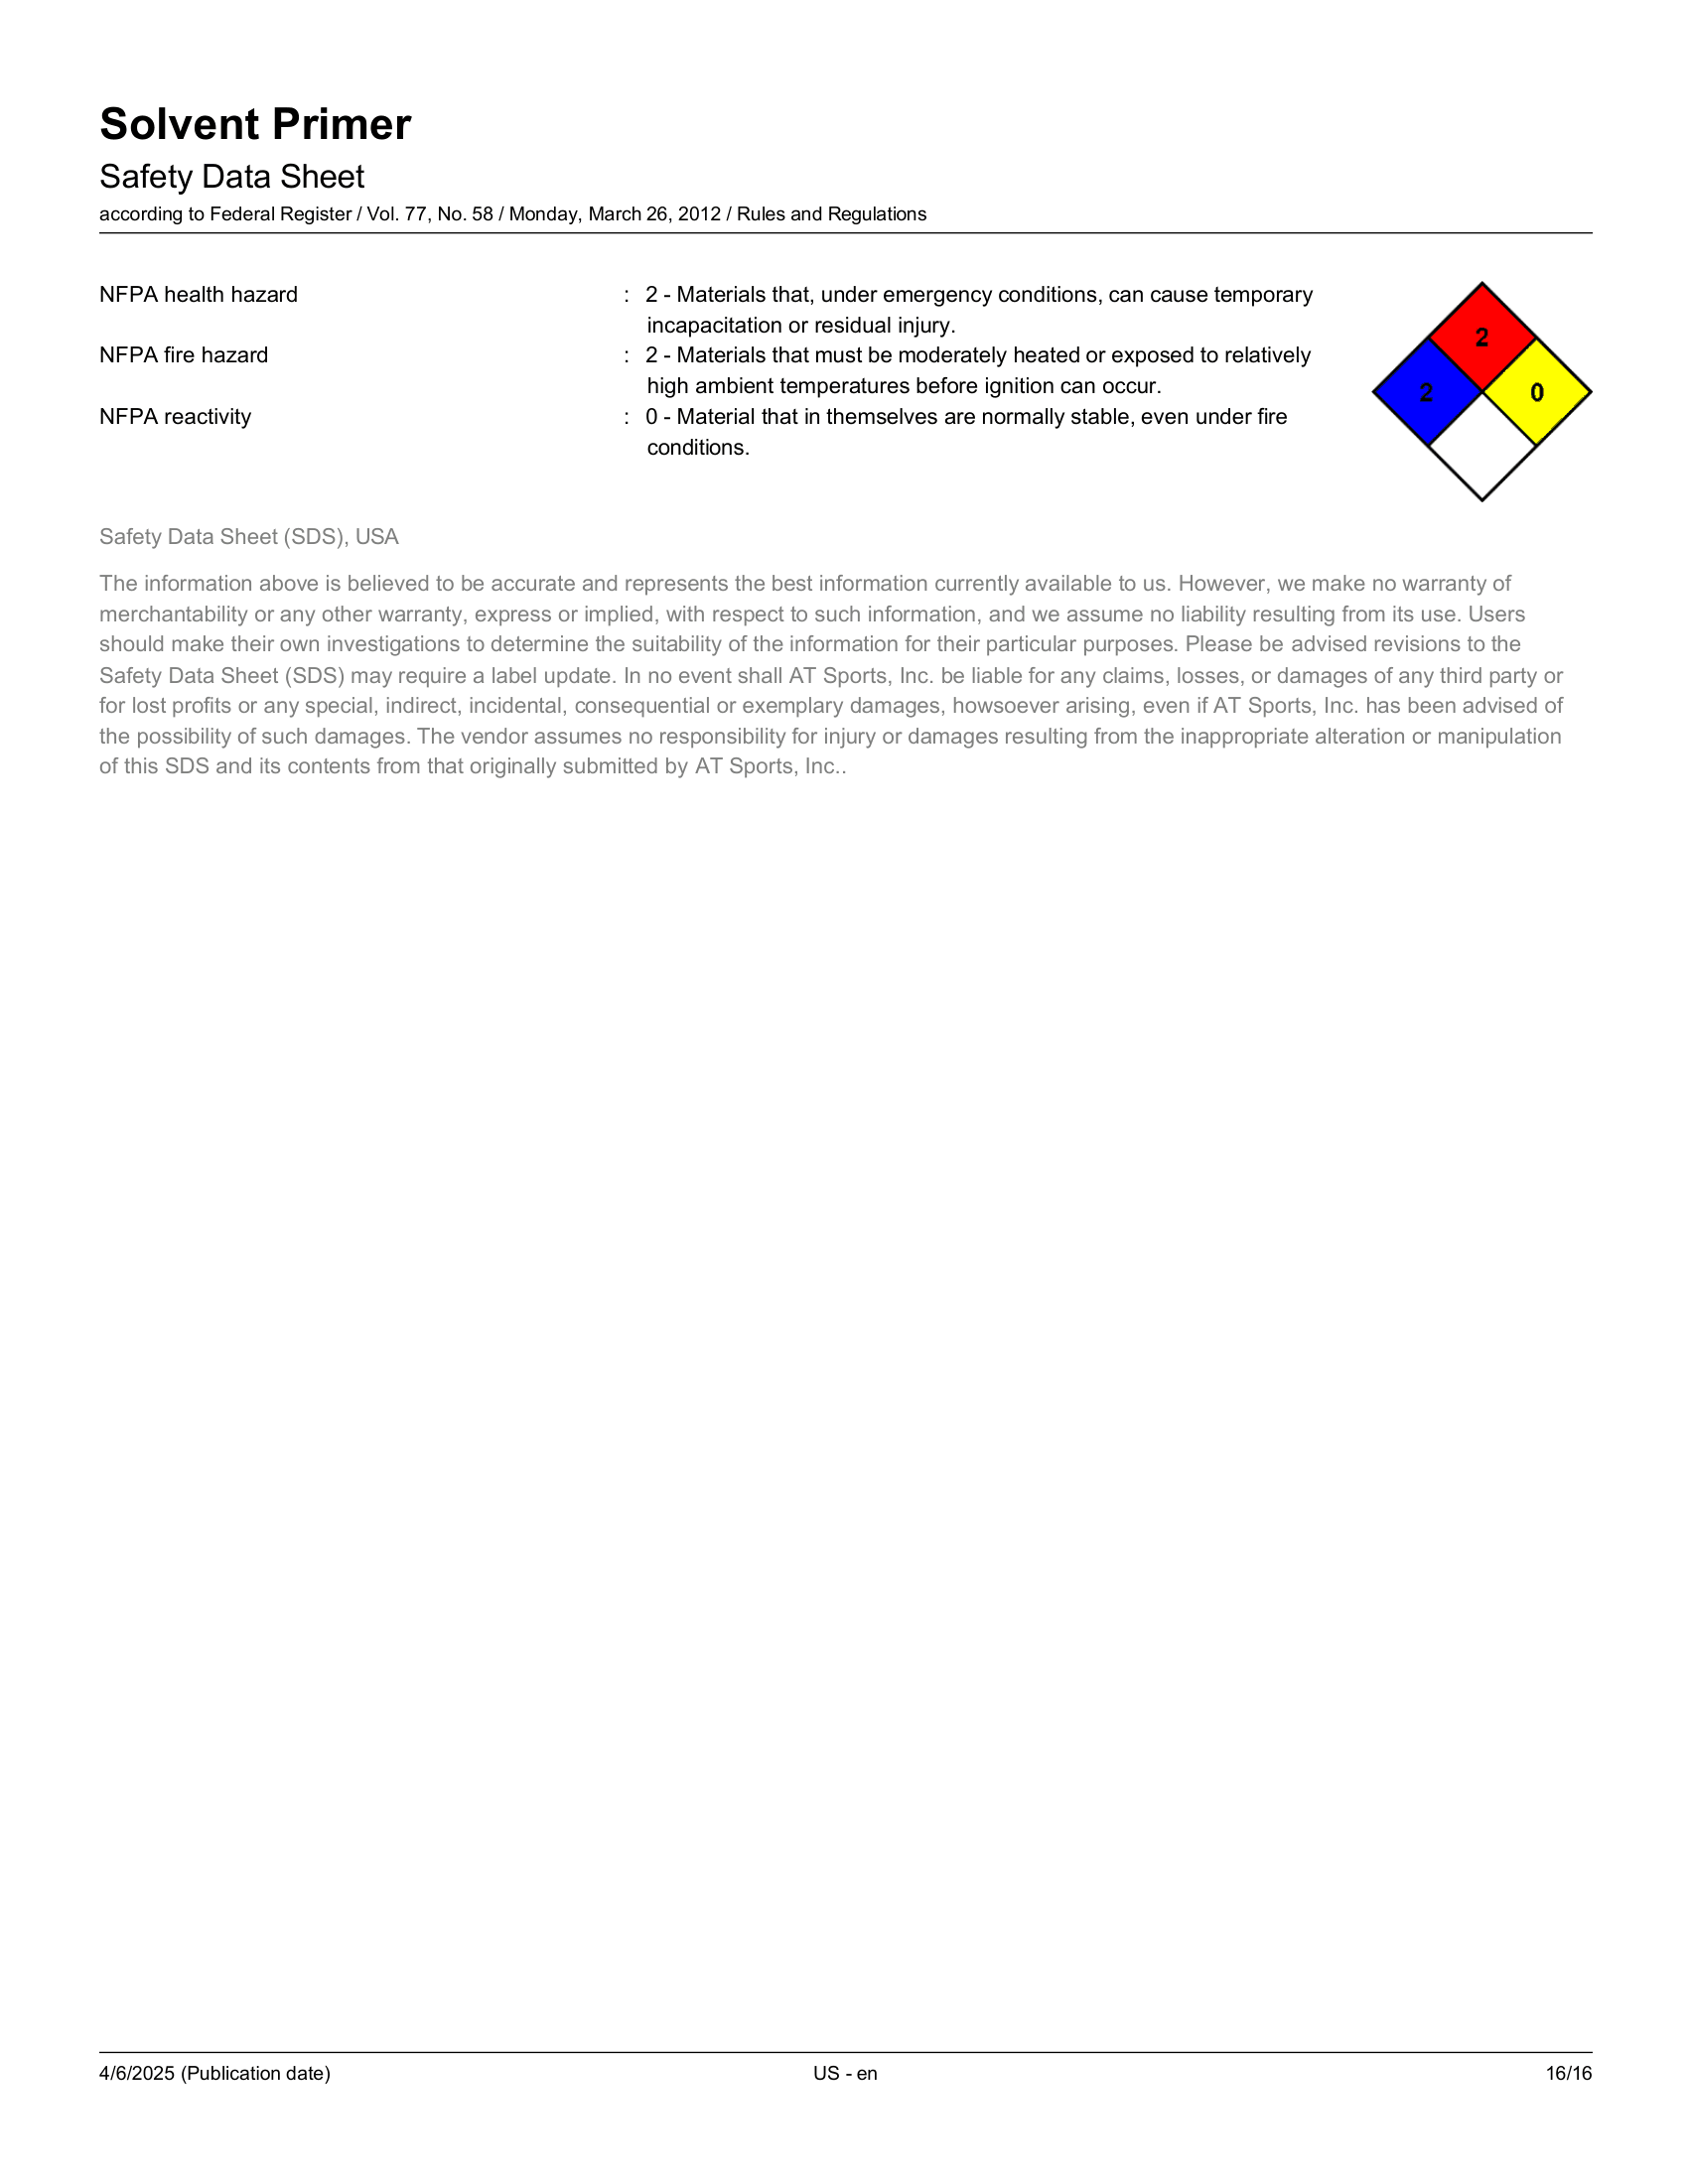 Solvent Primer
Safety Data Sheet
according to Federal Register / Vol. 77, No. 58 / Monday, March 26, 2012 / Rules and Regulations
NFPA health hazard : 2 - Materials that, under emergency conditions, can cause temporary
incapacitation or residual injury.
NFPA fire hazard : 2 - Materials that must be moderately heated or exposed to relatively
high ambient temperatures before ignition can occur.
NFPA reactivity : 0 - Material that in themselves are normally stable, even under fire
conditions.
2
2
0
Safety Data Sheet (SDS), USA
The information above is believed to be accurate and represents the best information currently available to us. However, we make no warranty of
merchantability or any other warranty, express or implied, with respect to such information, and we assume no liability resulting from its use. Users
should make their own investigations to determine the suitability of the information for their particular purposes. Please be advised revisions to the
Safety Data Sheet (SDS) may require a label update. In no event shall AT Sports, Inc. be liable for any claims, losses, or damages of any third party or
for lost profits or any special, indirect, incidental, consequential or exemplary damages, howsoever arising, even if AT Sports, Inc. has been advised of
the possibility of such damages. The vendor assumes no responsibility for injury or damages resulting from the inappropriate alteration or manipulation
of this SDS and its contents from that originally submitted by AT Sports, Inc..
4/6/2025 (Publication date) US - en 16/16